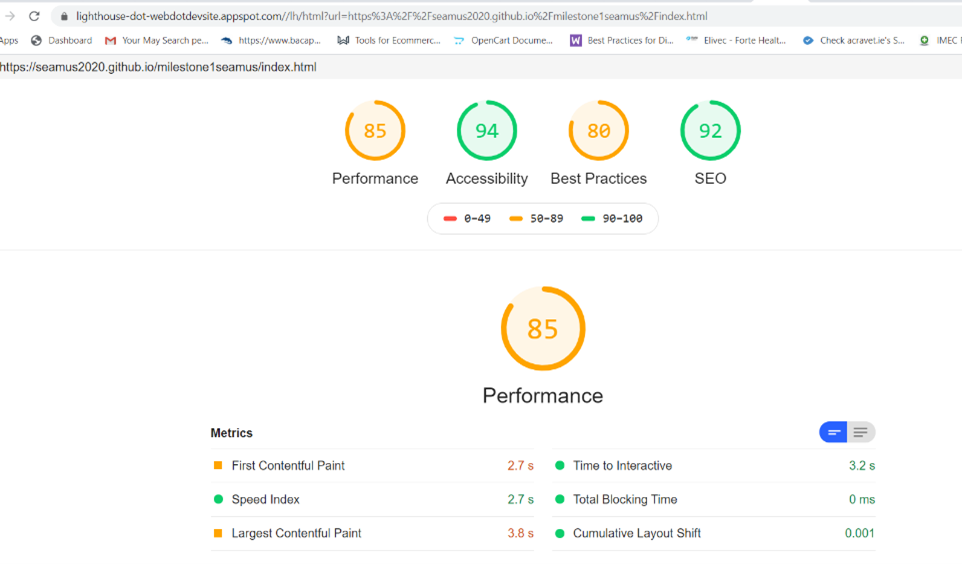 lighthouse-dot-webdotdevsite.appspot.com//lh/html?url=https%3A%2F%2Fseamus2020.github.io%2Fmilestone1seamus%2Findex.html
Apps Dashboard Your May Search pe... https://www.bacap... Tools for Ecommerc... OpenCart Docume... W Best Practices for Di... Elivec - Forte Healt... Check acravet.ie's S... IMEC
https://seamus2020.github.io/milestone1seamus/index.html
85 94 80 92
Performance Accessibility Best Practices SEO
0-49 50-89 90-100
85
Performance
Metrics
First Contentful Paint 2.7 s Time to Interactive 3.2 s
Speed Index 2.7 s Total Blocking Time 0 ms
Largest Contentful Paint 3.8 s Cumulative Layout Shift 0.001